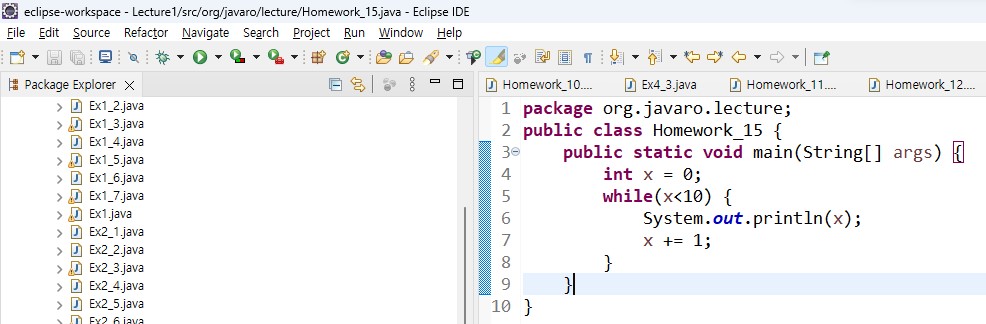 eclipse-workspace - Lecture1/src/org/javaro/lecture/Homework_15.java - Eclipse IDE
File Edit Source Refactor Navigate Search Project Run Window Help
Package Explorer
Ex1_2.java
Ex1_3.java
Ex1_4.java
Ex1_5.java
Ex1_6.java
Ex1_7.java
Ex1.java
Ex2_1.java
Ex2_2.java
Ex2_3.java
Ex2_4.java
Ex2_5.java
Ex2_6.java
Homework_10.... Ex4_3.java Homework_11.... Homework_12....
1 package org.javaro.lecture;
2 public class Homework_15 {
3 public static void main(String[] args) {
4 int x = 0;
5 while(x<10) {
6 System.out.println(x);
7 x += 1;
8 }
9 }
10 }